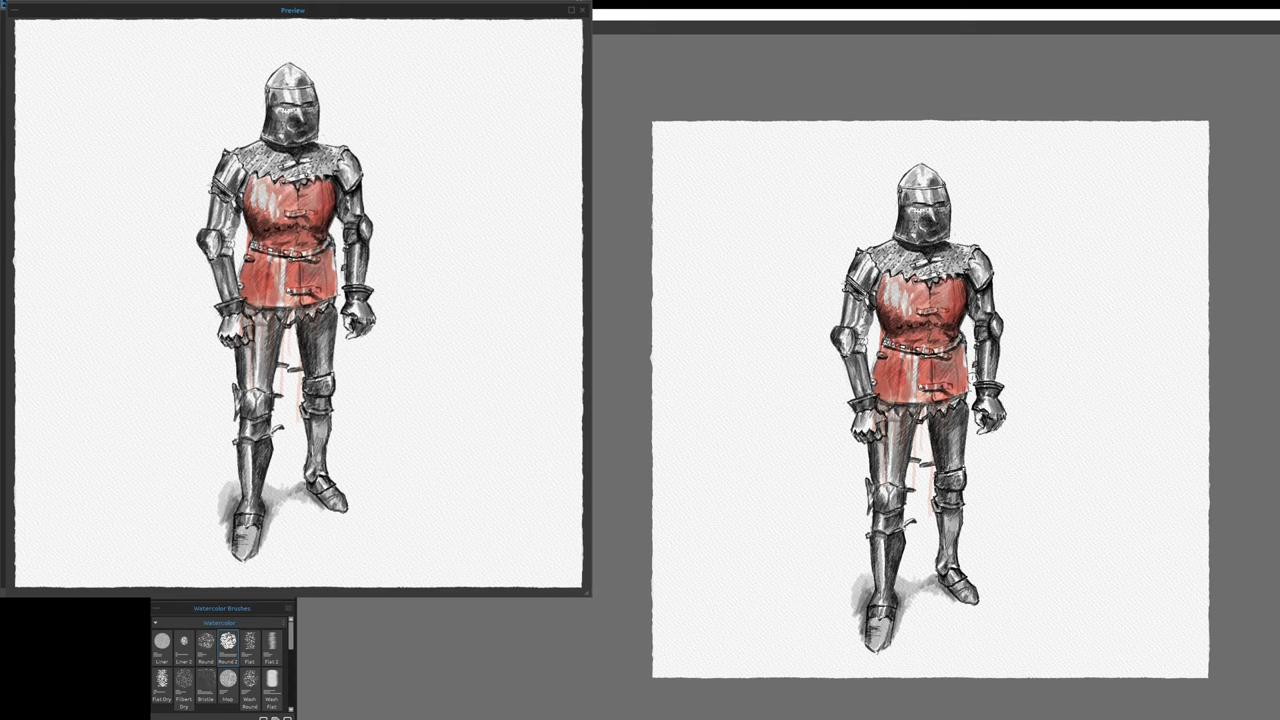 Preview
Watercolor Brushes
Watercolor
Liner
Liner 2
Round
Round 2
Flat
Flat 2
Flat Dry
Filbert Dry
Bristle
Mop
Wash Round
Wash Flat